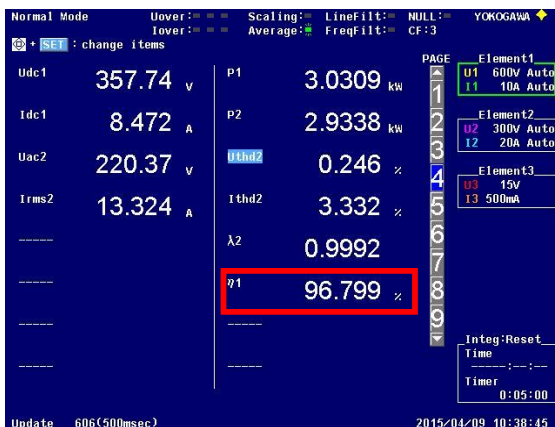 Normal Mode Uover:= = Scaling:= LineFilt:= NULL:= YOKOGAWA
Iover:= = Average: FreqFilt:= CF:3
+ SET : change items
PAGE
Udc1 357.74 V P1 3.0309 kW
Idc1 8.472 A P2 2.9338 kW
Uac2 220.37 V Uthd2 0.246 %
Irms2 13.324 A Ithd2 3.332 %
----- λ2 0.9992
----- η1 96.799 %
----- -----
----- -----
1
2
3
4
5
6
7
8
9
Element1
U1 600V Auto
I1 10A Auto
Element2
U2 300V Auto
I2 20A Auto
Element3
U3 15V
I3 500mA
Integ:Reset
Time
-----:--:--
Timer
0:05:00
Update 606(500msec) 2015/04/09 10:38:45